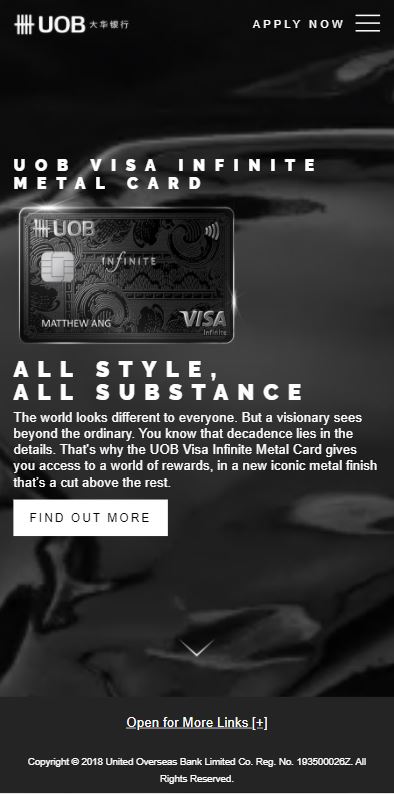 UOB 大华银行
APPLY NOW
UOB VISA INFINITE
METAL CARD
UOB
INFINITE
MATTHEW ANG
VISA
Infinite
ALL STYLE,
ALL SUBSTANCE
The world looks different to everyone. But a visionary sees
beyond the ordinary. You know that decadence lies in the
details. That's why the UOB Visa Infinite Metal Card gives
you access to a world of rewards, in a new iconic metal finish
that's a cut above the rest.
FIND OUT MORE
Open for More Links [+]
Copyright © 2018 United Overseas Bank Limited Co. Reg. No. 193500026Z. All
Rights Reserved.